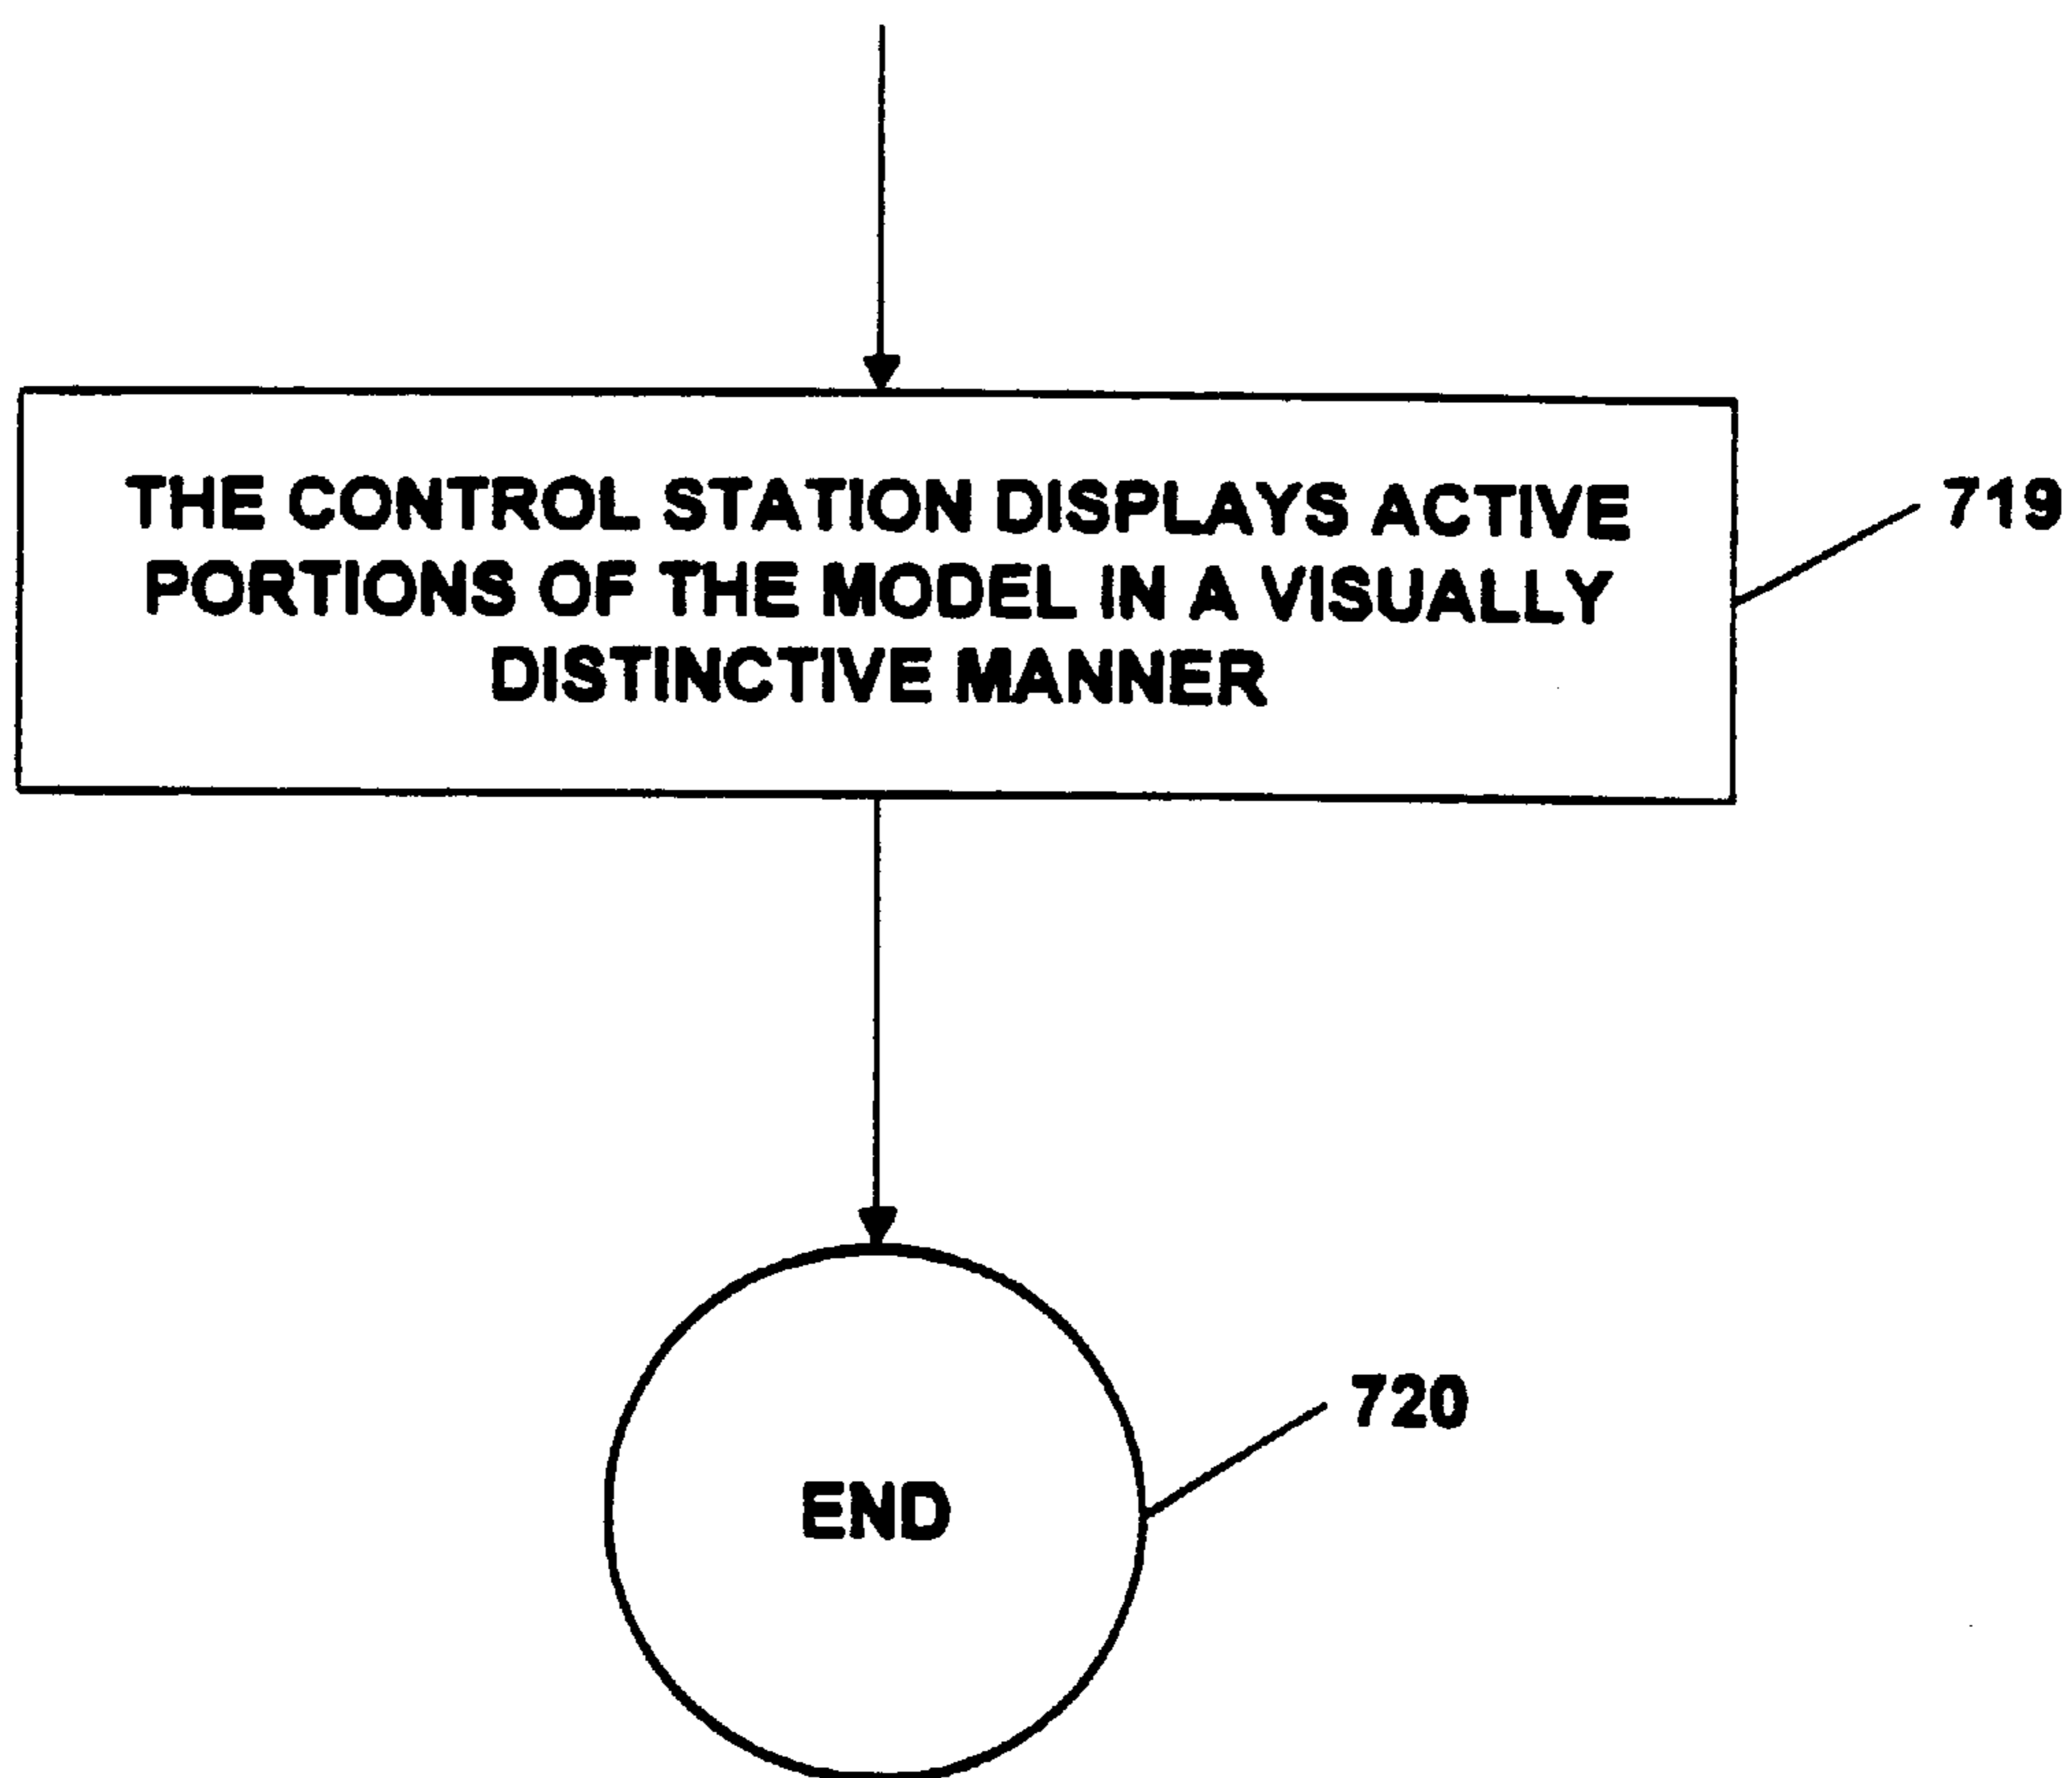 THE CONTROL STATION DISPLAYS ACTIVE
PORTIONS OF THE MODEL IN A VISUALLY
DISTINCTIVE MANNER
719
720
END